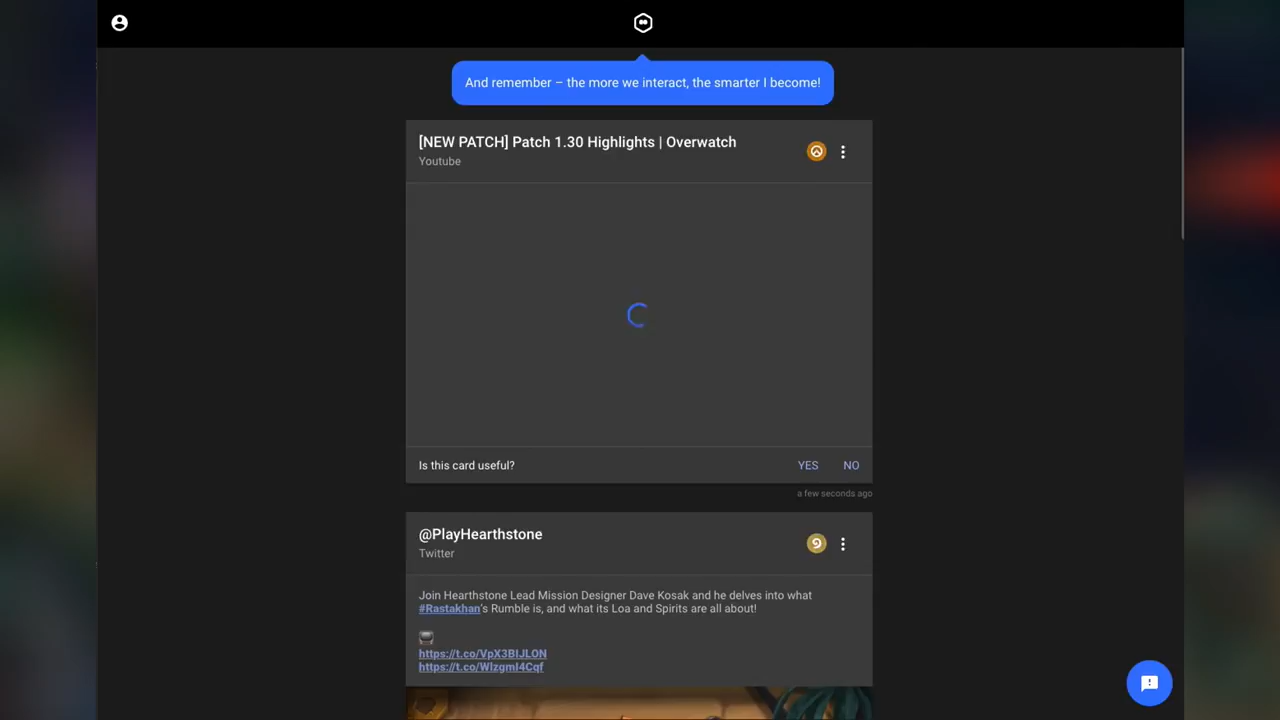 And remember – the more we interact, the smarter I become!
[NEW PATCH] Patch 1.30 Highlights | Overwatch
Youtube
Is this card useful?
YES
NO
a few seconds ago
@PlayHearthstone
Twitter
Join Hearthstone Lead Mission Designer Dave Kosak and he delves into what
#Rastakhan's Rumble is, and what its Loa and Spirits are all about!
https://t.co/VpX3BIJLON
https://t.co/WlzgmI4Cqf